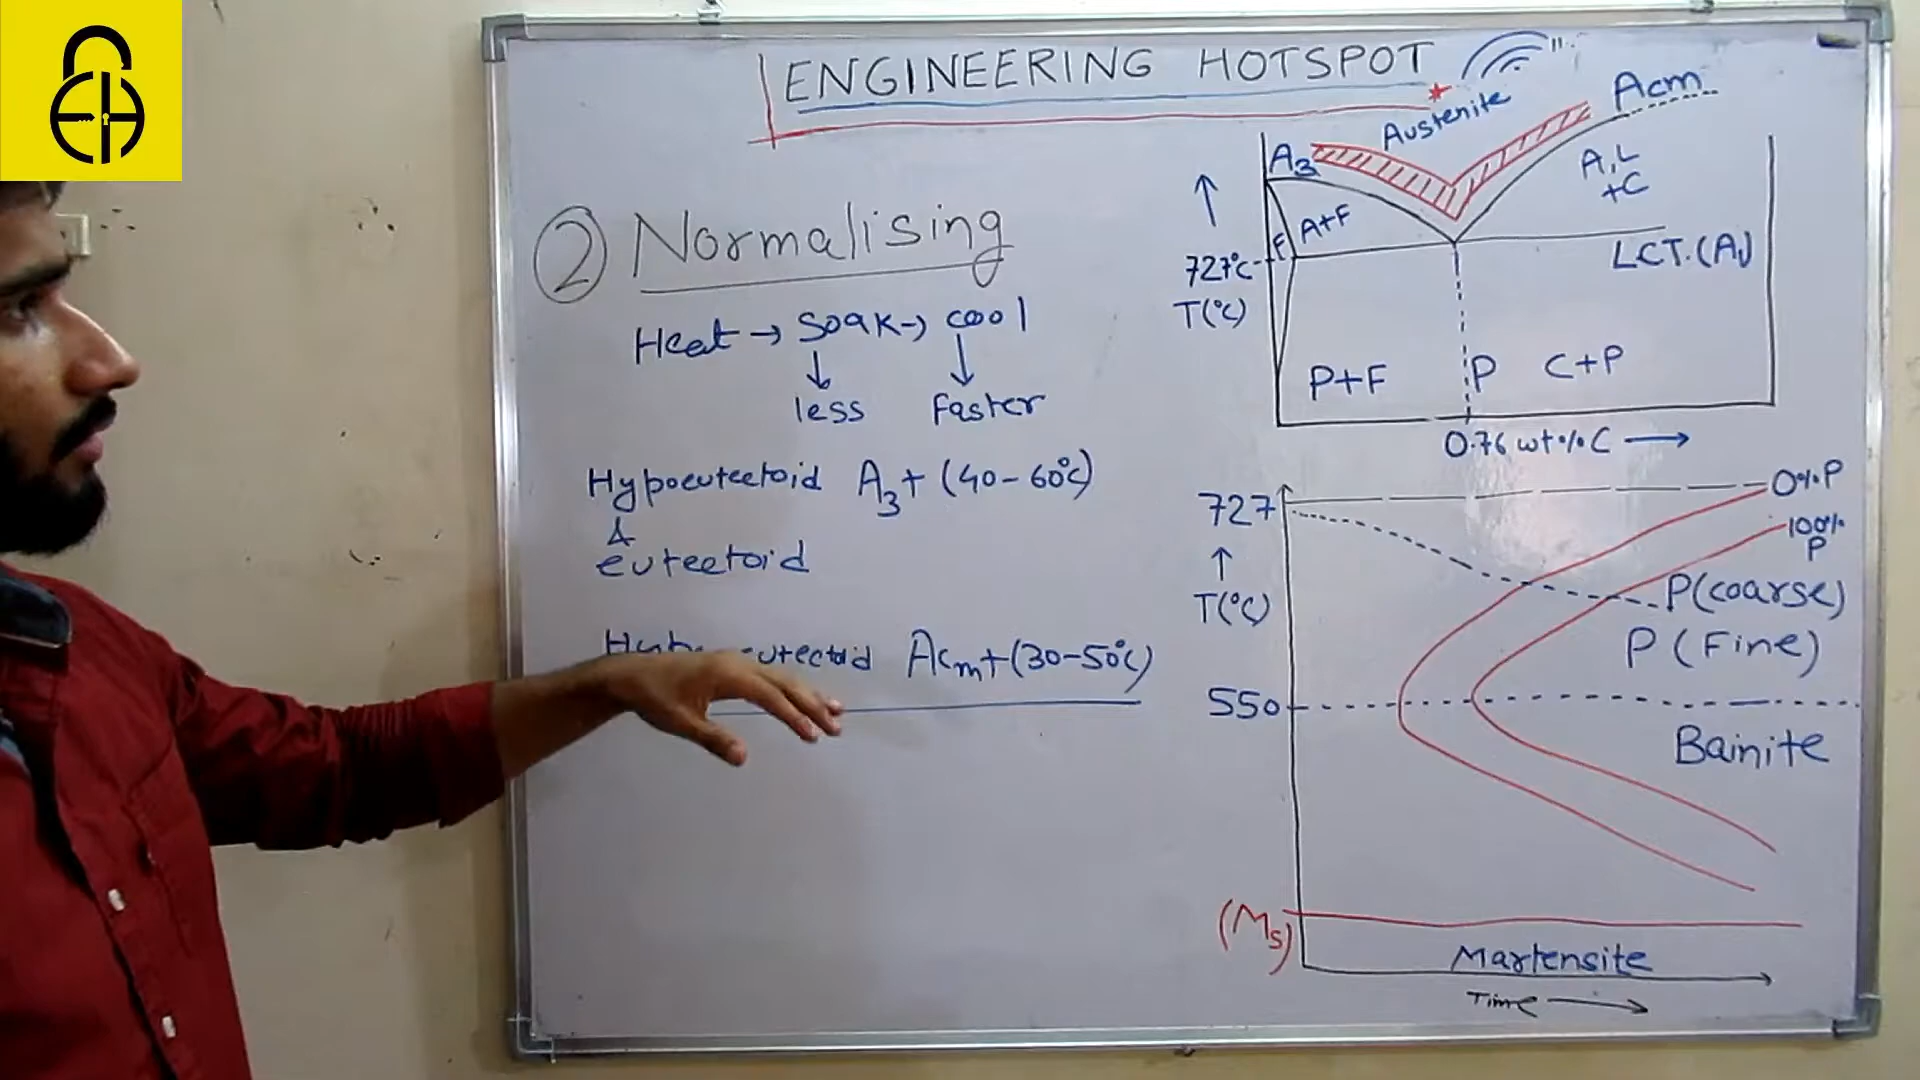 ENGINEERING HOTSPOT
② Normalising
Heat → Soak → cool
↓ ↓
less Faster
Hypoeutectoid A₃ + (40-60°C)
&
eutectoid
eutectoid Acm + (30-50°C)
Austenite
Acm
A₃
A, L
+C
F
A+F
727°C
LCT. (A₁)
↑
T(°C)
P+F
P
C+P
0.76 wt% C →
727
0% P
100%
P
↑
T(°C)
P(coarse)
P (Fine)
550
Bainite
(Ms)
Martensite
Time →